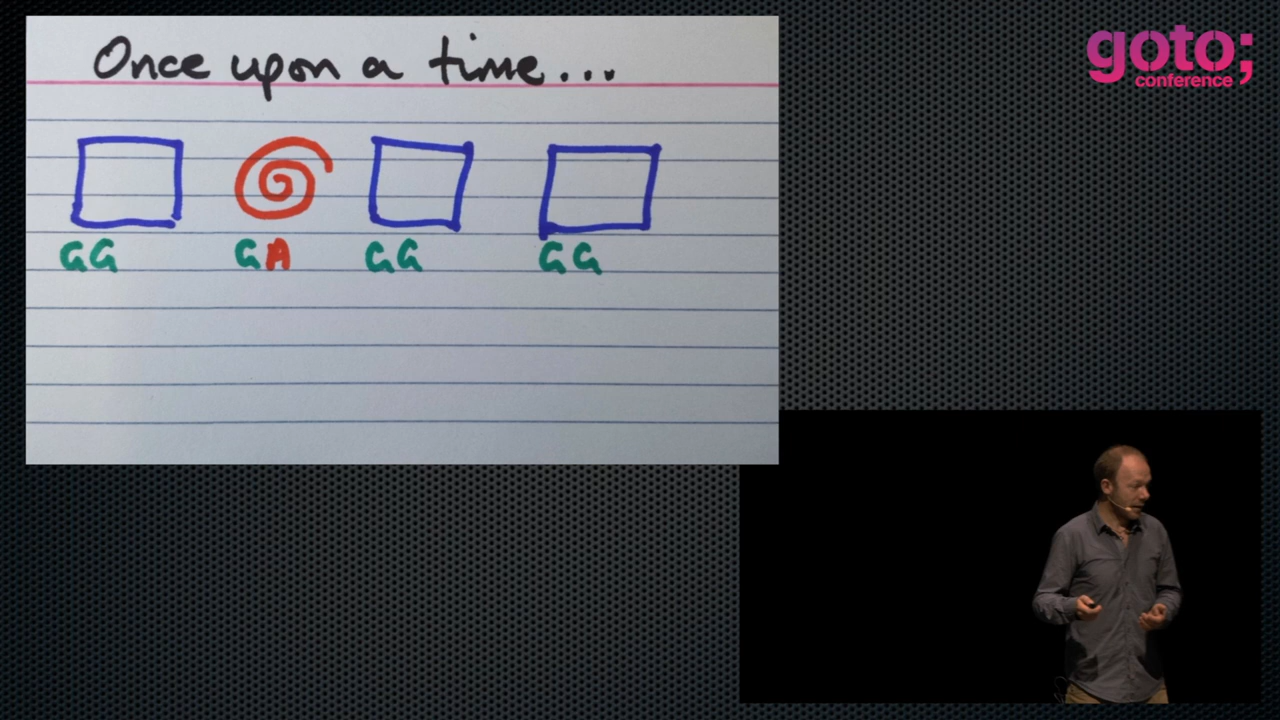 Once upon a time...
GG GA GG GG
goto;
conference